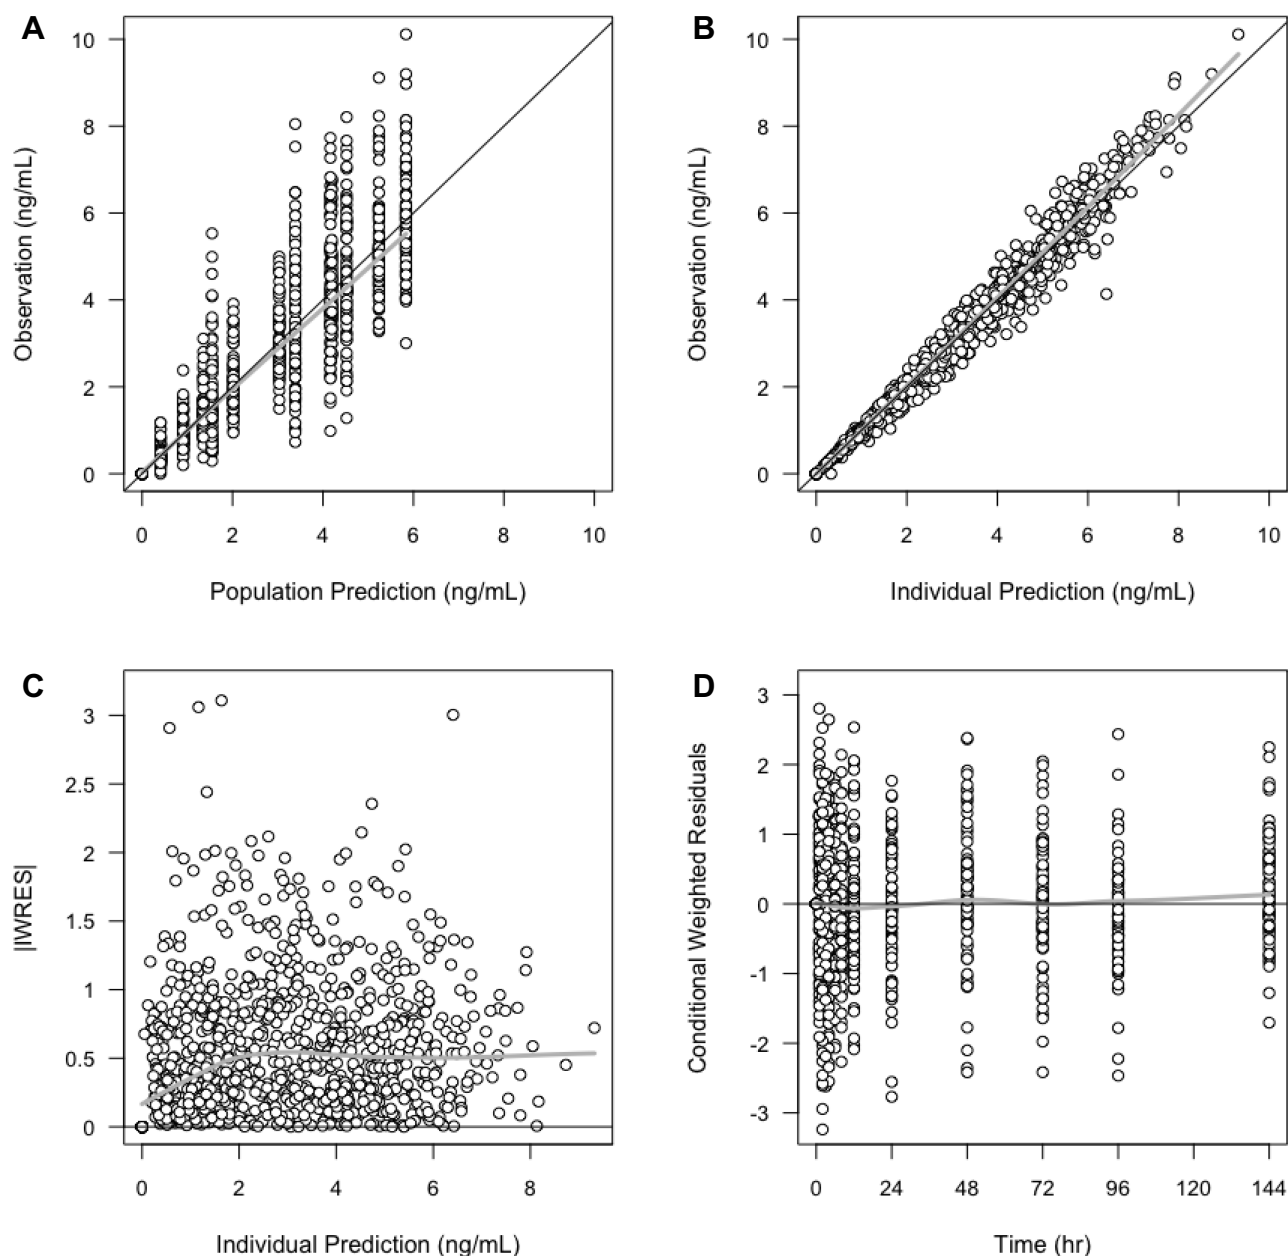 A
10
8
6
4
2
0
Observation (ng/mL)
0 2 4 6 8 10
Population Prediction (ng/mL)
B
10
8
6
4
2
0
Observation (ng/mL)
0 2 4 6 8 10
Individual Prediction (ng/mL)
C
3
2.5
2
1.5
1
0.5
0
|IWRES|
0 2 4 6 8
Individual Prediction (ng/mL)
D
3
2
1
0
-1
-2
-3
Conditional Weighted Residuals
0 24 48 72 96 120 144
Time (hr)